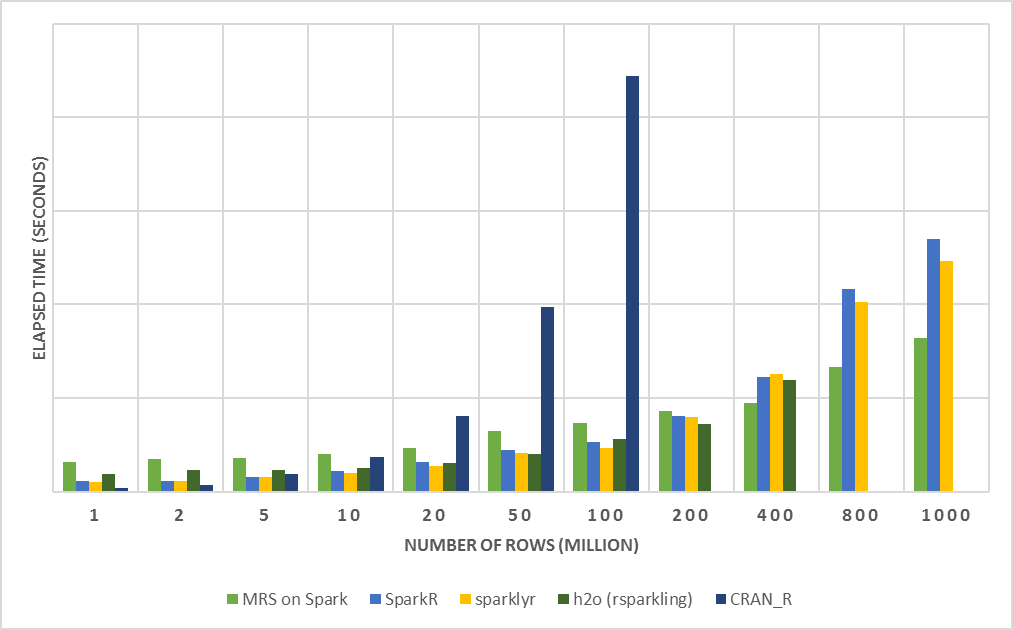 ELAPSED TIME (SECONDS)
1 2 5 10 20 50 100 200 400 800 1000
NUMBER OF ROWS (MILLION)
MRS on Spark SparkR sparklyr h2o (rsparkling) CRAN_R